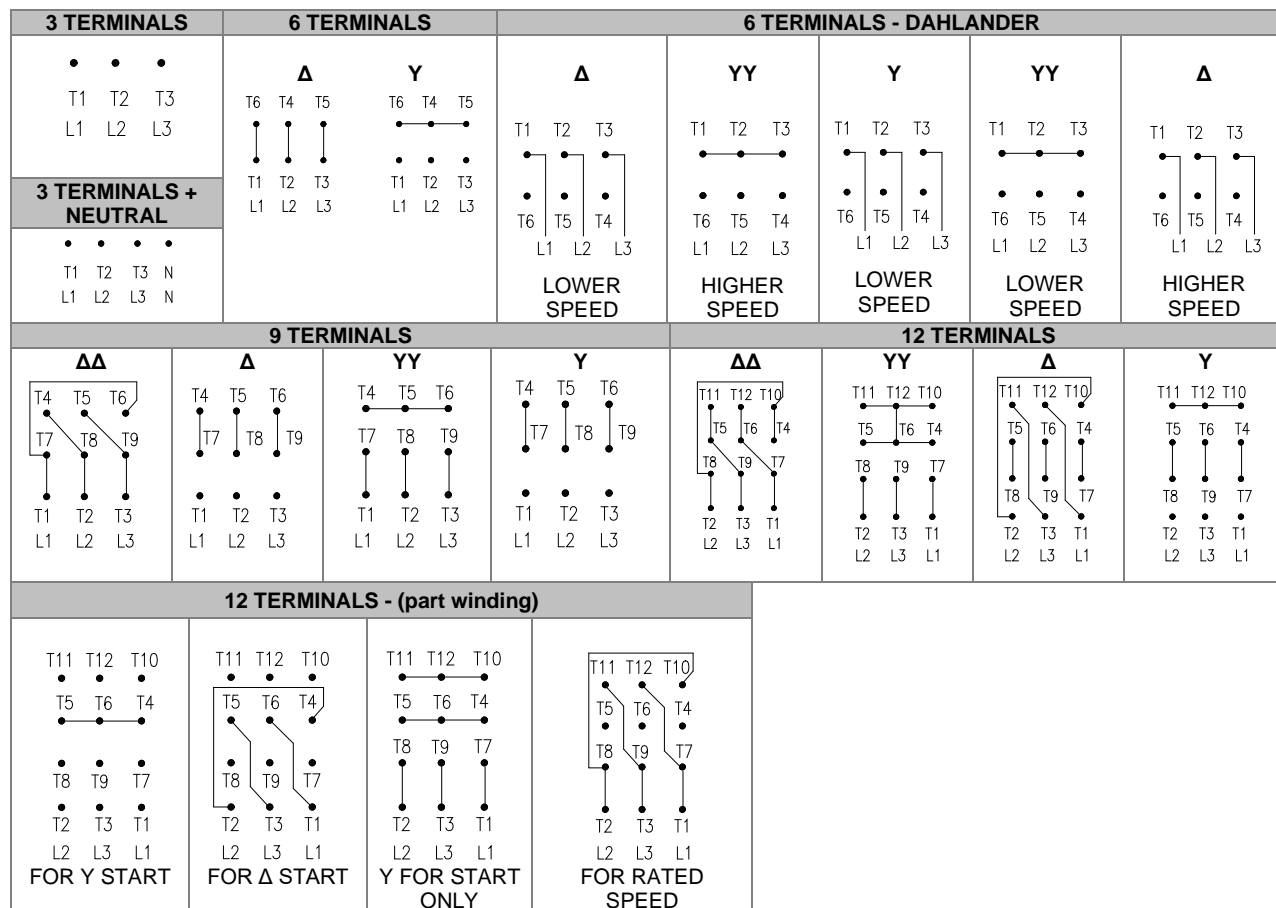 3 TERMINALS
T1 T2 T3
L1 L2 L3
3 TERMINALS +
NEUTRAL
T1 T2 T3 N
L1 L2 L3 N
6 TERMINALS
Δ Y
T6 T4 T5 T6 T4 T5
T1 T2 T3 T1 T2 T3
L1 L2 L3 L1 L2 L3
6 TERMINALS - DAHLANDER
Δ
T1 T2 T3
T6 T5 T4
L1 L2 L3
LOWER
SPEED
YY
T1 T2 T3
T6 T5 T4
L1 L2 L3
HIGHER
SPEED
Y
T1 T2 T3
T6 T5 T4
L1 L2 L3
LOWER
SPEED
YY
T1 T2 T3
T6 T5 T4
L1 L2 L3
LOWER
SPEED
Δ
T1 T2 T3
T6 T5 T4
L1 L2 L3
HIGHER
SPEED
9 TERMINALS
ΔΔ
T4 T5 T6
T7 T8 T9
T1 T2 T3
L1 L2 L3
Δ
T4 T5 T6
T7 T8 T9
T1 T2 T3
L1 L2 L3
YY
T4 T5 T6
T7 T8 T9
T1 T2 T3
L1 L2 L3
Y
T4 T5 T6
T7 T8 T9
T1 T2 T3
L1 L2 L3
12 TERMINALS
ΔΔ
T11 T12 T10
T5 T6 T4
T8 T9 T7
T2 T3 T1
L2 L3 L1
YY
T11 T12 T10
T5 T6 T4
T8 T9 T7
T2 T3 T1
L2 L3 L1
Δ
T11 T12 T10
T5 T6 T4
T8 T9 T7
T2 T3 T1
L2 L3 L1
Y
T11 T12 T10
T5 T6 T4
T8 T9 T7
T2 T3 T1
L2 L3 L1
12 TERMINALS - (part winding)
T11 T12 T10
T5 T6 T4
T8 T9 T7
T2 T3 T1
L2 L3 L1
FOR Y START
T11 T12 T10
T5 T6 T4
T8 T9 T7
T2 T3 T1
L2 L3 L1
FOR Δ START
T11 T12 T10
T5 T6 T4
T8 T9 T7
T2 T3 T1
L2 L3 L1
Y FOR START
ONLY
T11 T12 T10
T5 T6 T4
T8 T9 T7
T2 T3 T1
L2 L3 L1
FOR RATED
SPEED